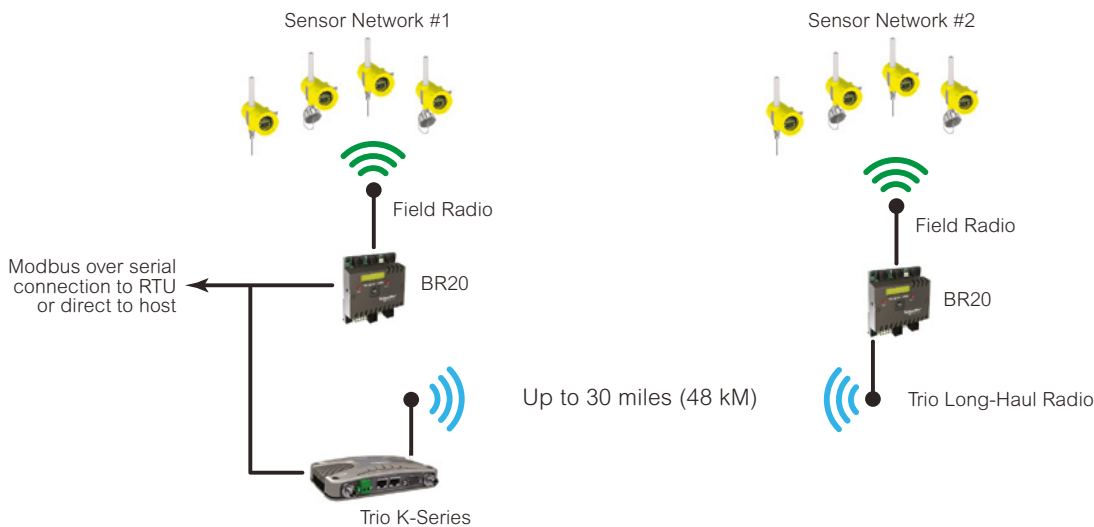 Sensor Network #1
Sensor Network #2
Field Radio
Field Radio
Modbus over serial
connection to RTU
or direct to host
BR20
BR20
Up to 30 miles (48 kM)
Trio Long-Haul Radio
Trio K-Series